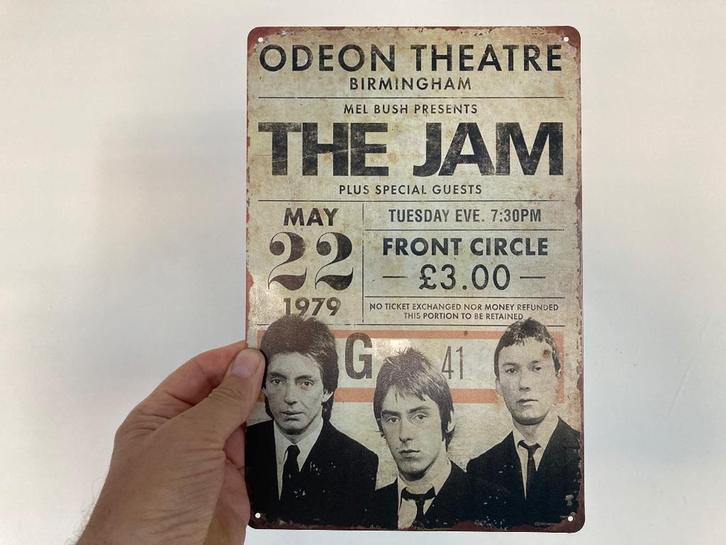 ODEON THEATRE
BIRMINGHAM
MEL BUSH PRESENTS
THE JAM
PLUS SPECIAL GUESTS
MAY
22
1979
TUESDAY EVE. 7:30PM
FRONT CIRCLE
— £3.00 —
NO TICKET EXCHANGED NOR MONEY REFUNDED
THIS PORTION TO BE RETAINED
G 41